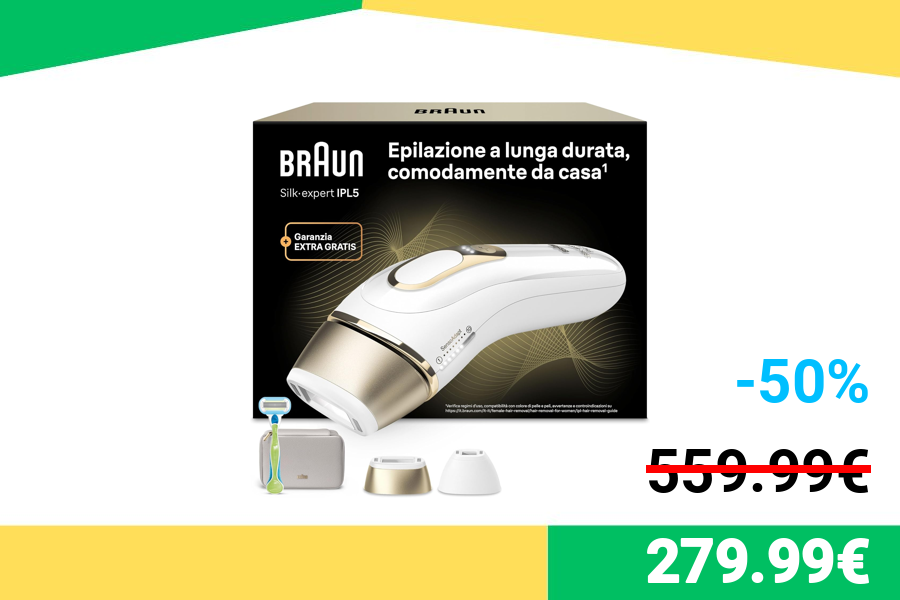 BRAUN
BRAUN
Silk·expert IPL5
Epilazione a lunga durata,
comodamente da casa¹
Garanzia
EXTRA GRATIS
SensoAdapt
-50%
559.99€
279.99€